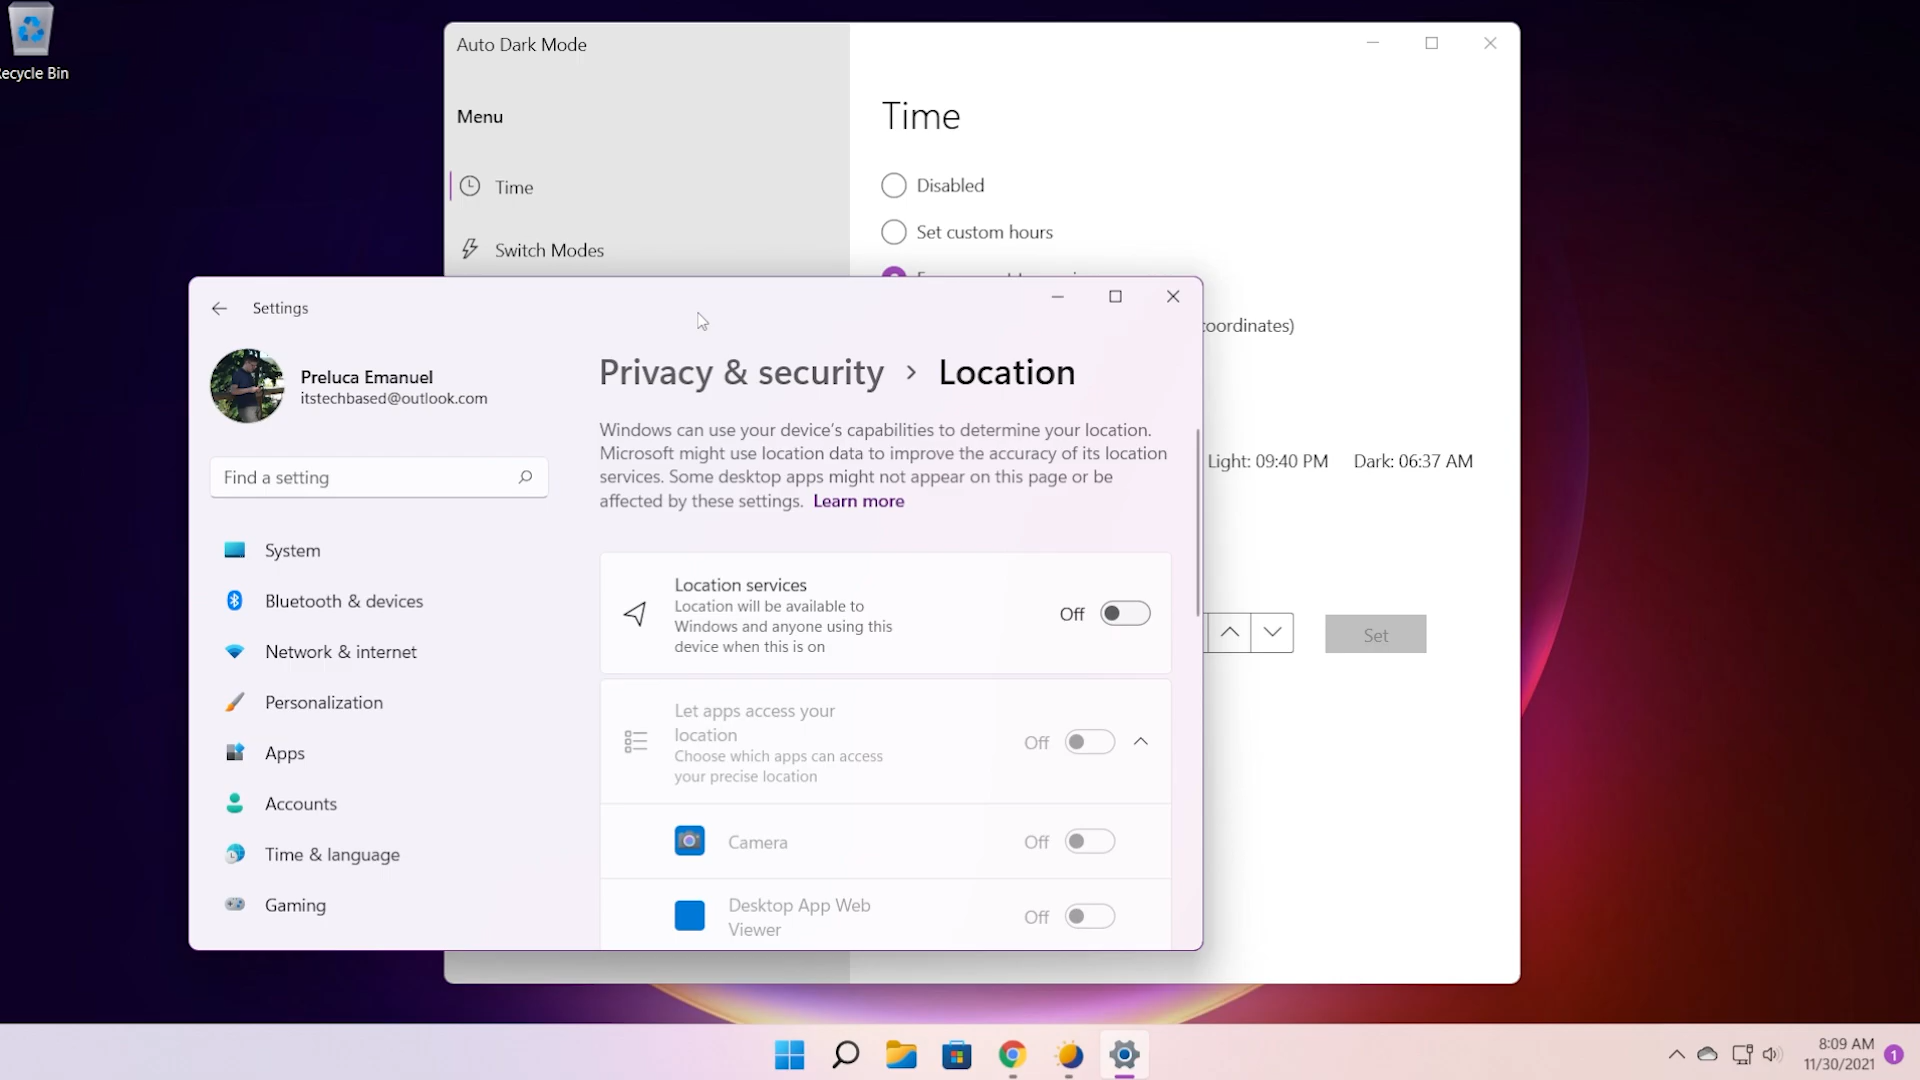 Recycle Bin
Auto Dark Mode
Menu
Time
Switch Modes
Time
Disabled
Set custom hours
coordinates)
Light: 09:40 PM Dark: 06:37 AM
Set
Settings
Preluca Emanuel
itstechbased@outlook.com
Find a setting
System
Bluetooth & devices
Network & internet
Personalization
Apps
Accounts
Time & language
Gaming
Privacy & security › Location
Windows can use your device's capabilities to determine your location.
Microsoft might use location data to improve the accuracy of its location
services. Some desktop apps might not appear on this page or be
affected by these settings. Learn more
Location services
Location will be available to
Windows and anyone using this
device when this is on
Off
Let apps access your
location
Choose which apps can access
your precise location
Off
Camera
Off
Desktop App Web
Viewer
Off
8:09 AM
11/30/2021
1